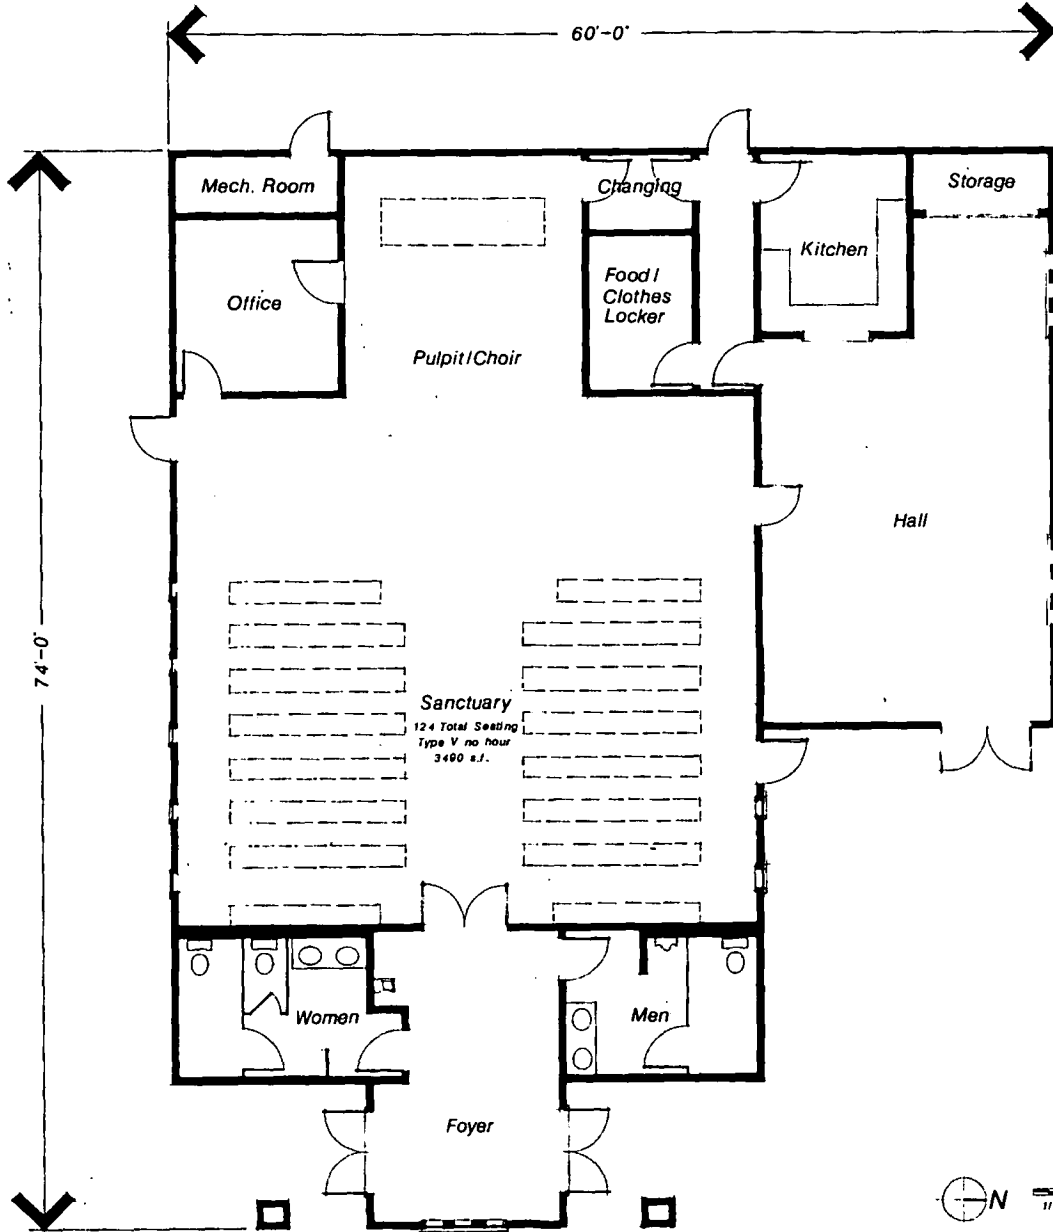 60'-0"
Mech. Room
Changing
Storage
Kitchen
Office
Food /
Clothes
Locker
Pulpit/Choir
Hall
74'-0"
Sanctuary
124 Total Seating
Type V no hour
3490 s.f.
Women
Men
Foyer
N